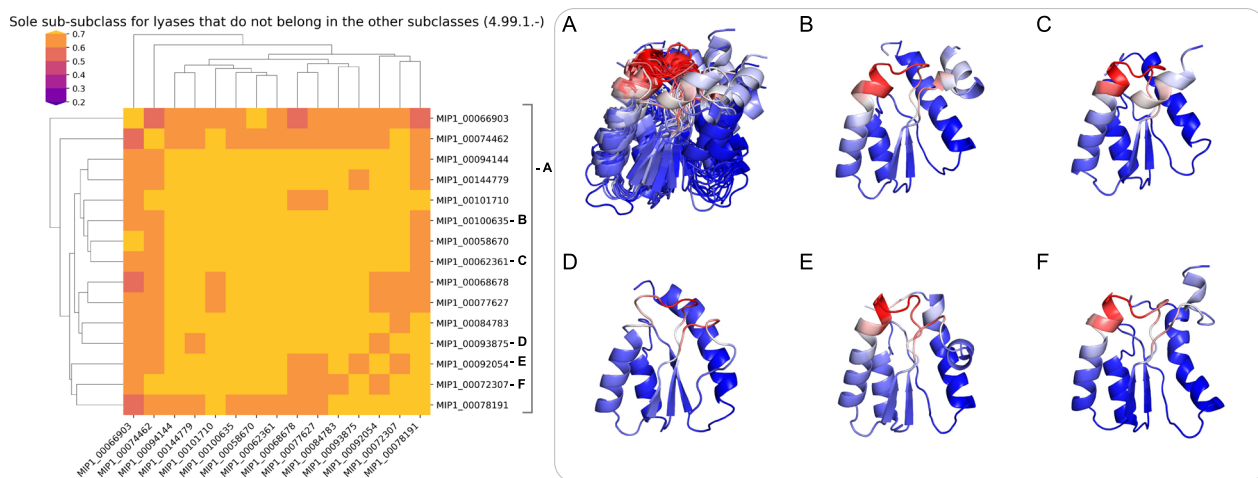 Sole sub-subclass for lyases that do not belong in the other subclasses (4.99.1.-)
0.7
0.6
0.5
0.4
0.3
0.2
MIP1_00066903
MIP1_00074462
MIP1_00094144
MIP1_00144779
MIP1_00101710
MIP1_00100635 - B
MIP1_00058670
MIP1_00062361 - C
MIP1_00068678
MIP1_00077627
MIP1_00084783
MIP1_00093875 - D
MIP1_00092054 - E
MIP1_00072307 - F
MIP1_00078191
- A
MIP1_00066903
MIP1_00074462
MIP1_00094144
MIP1_00144779
MIP1_00101710
MIP1_00100635
MIP1_00058670
MIP1_00062361
MIP1_00068678
MIP1_00077627
MIP1_00084783
MIP1_00093875
MIP1_00092054
MIP1_00072307
MIP1_00078191
A
B
C
D
E
F